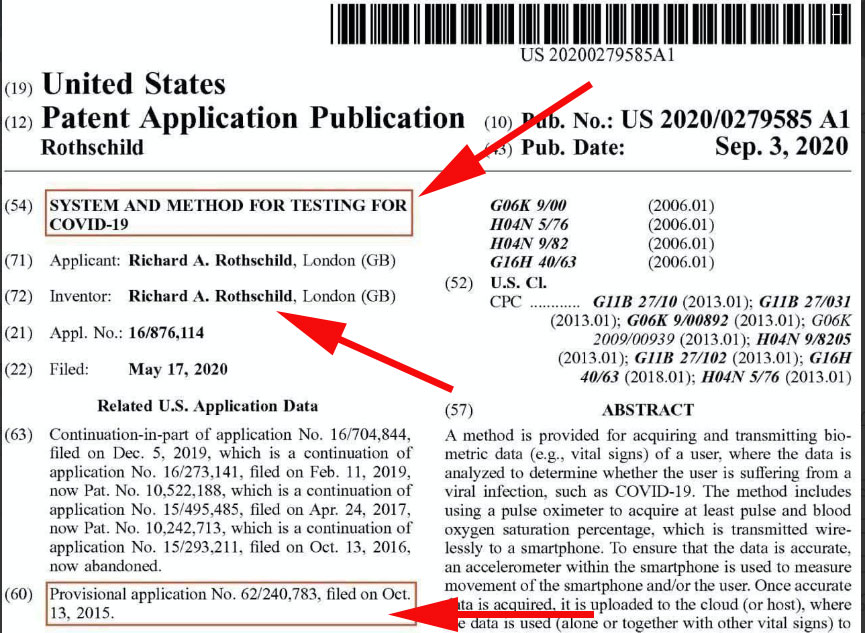 US 20200279585A1
(19) United States
(12) Patent Application Publication
Rothschild
(10) Pub. No.: US 2020/0279585 A1
(43) Pub. Date: Sep. 3, 2020
(54) SYSTEM AND METHOD FOR TESTING FOR
COVID-19
(71) Applicant: Richard A. Rothschild, London (GB)
(72) Inventor: Richard A. Rothschild, London (GB)
(21) Appl. No.: 16/876,114
(22) Filed: May 17, 2020
Related U.S. Application Data
(63) Continuation-in-part of application No. 16/704,844,
filed on Dec. 5, 2019, which is a continuation of
application No. 16/273,141, filed on Feb. 11, 2019,
now Pat. No. 10,522,188, which is a continuation of
application No. 15/495,485, filed on Apr. 24, 2017,
now Pat. No. 10,242,713, which is a continuation of
application No. 15/293,211, filed on Oct. 13, 2016,
now abandoned.
(60) Provisional application No. 62/240,783, filed on Oct.
13, 2015.
G06K 9/00 (2006.01)
H04N 5/76 (2006.01)
H04N 9/82 (2006.01)
G16H 40/63 (2006.01)
(52) U.S. Cl.
CPC ............ G11B 27/10 (2013.01); G11B 27/031
(2013.01); G06K 9/00892 (2013.01); G06K
2009/00939 (2013.01); H04N 9/8205
(2013.01); G11B 27/102 (2013.01); G16H
40/63 (2018.01); H04N 5/76 (2013.01)
(57) ABSTRACT
A method is provided for acquiring and transmitting bio-
metric data (e.g., vital signs) of a user, where the data is
analyzed to determine whether the user is suffering from a
viral infection, such as COVID-19. The method includes
using a pulse oximeter to acquire at least pulse and blood
oxygen saturation percentage, which is transmitted wire-
lessly to a smartphone. To ensure that the data is accurate,
an accelerometer within the smartphone is used to measure
movement of the smartphone and/or the user. Once accurate
data is acquired, it is uploaded to the cloud (or host), where
the data is used (alone or together with other vital signs) to